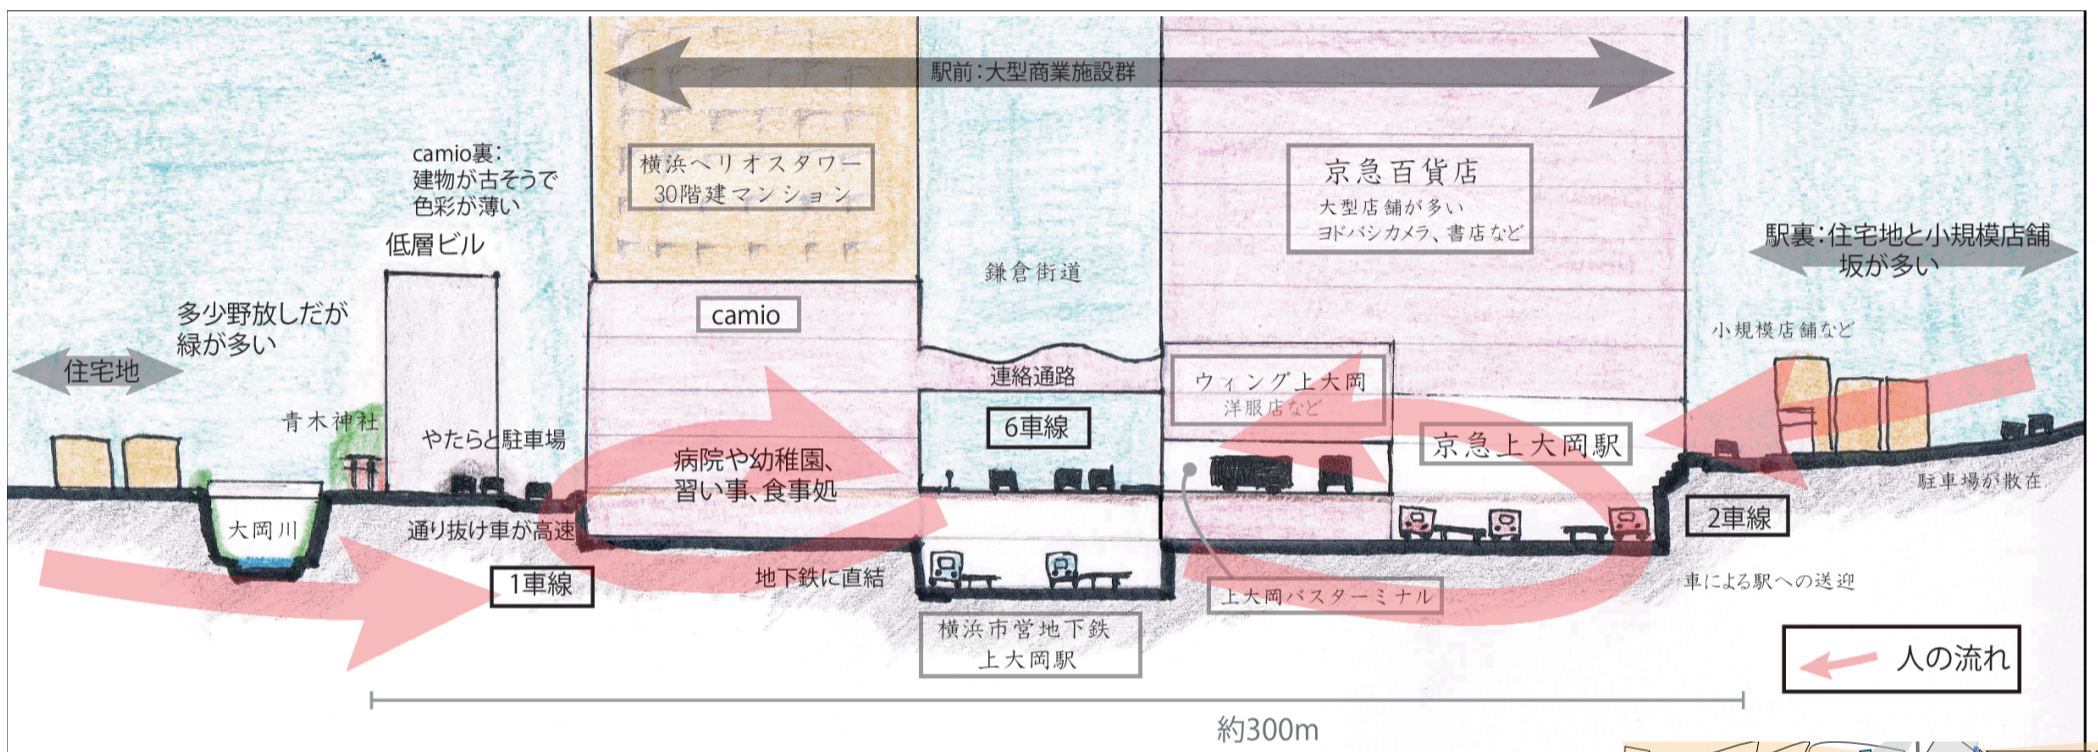 駅前：大型商業施設群
camio裏：
建物が古そうで
色彩が薄い
低層ビル
横浜ヘリオスタワー
30階建マンション
京急百貨店
大型店舗が多い
ヨドバシカメラ、書店など
駅裏：住宅地と小規模店舗
坂が多い
鎌倉街道
多少野放しだが
緑が多い
camio
小規模店舗など
住宅地
連絡通路
ウィング上大岡
洋服店など
青木神社
やたらと駐車場
6車線
京急上大岡駅
病院や幼稚園、
習い事、食事処
駐車場が散在
大岡川
通り抜け車が高速
2車線
1車線
地下鉄に直結
上大岡バスターミナル
車による駅への送迎
横浜市営地下鉄
上大岡駅
人の流れ
約300m